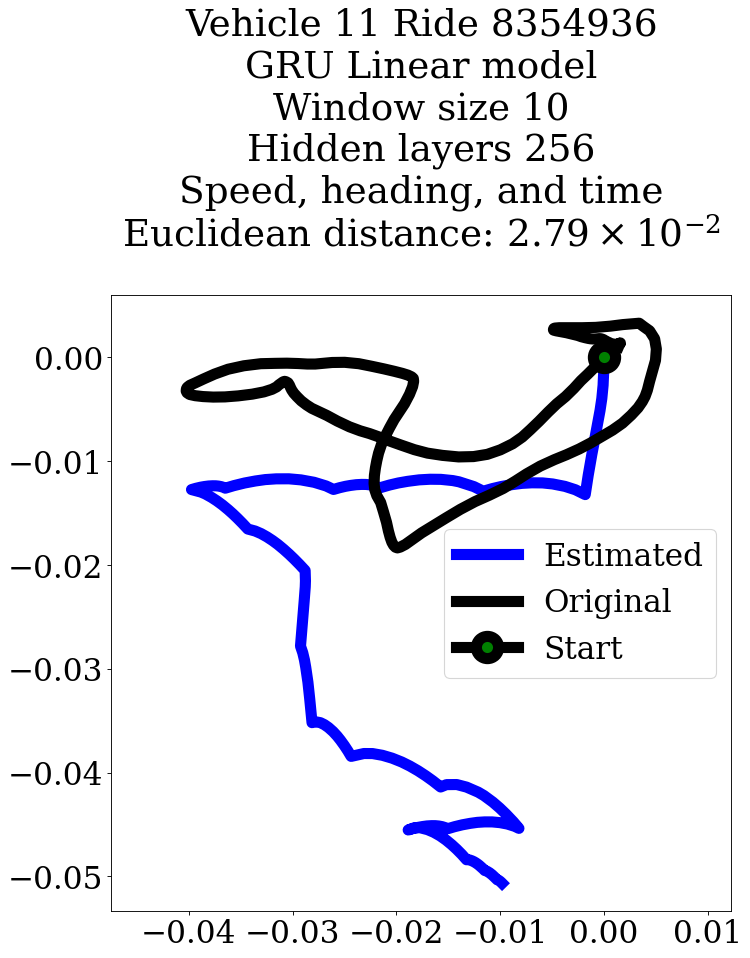 Vehicle 11 Ride 8354936
GRU Linear model
Window size 10
Hidden layers 256
Speed, heading, and time
Euclidean distance: 2.79 × 10⁻²
0.00
−0.01
−0.02
−0.03
−0.04
−0.05
Estimated
Original
Start
−0.04 −0.03 −0.02 −0.01 0.00 0.01